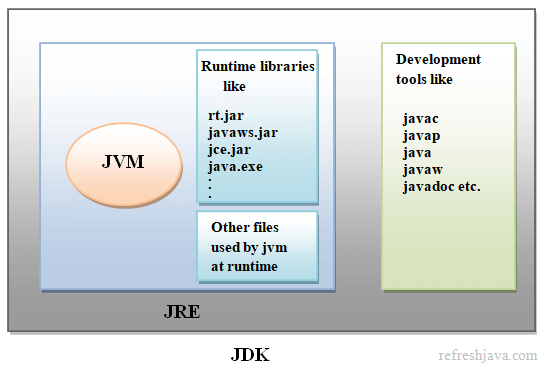 JVM
Runtime libraries
like
rt.jar
javaws.jar
jce.jar
java.exe
.
.
.
Other files
used by jvm
at runtime
JRE
Development
tools like
javac
javap
java
javaw
javadoc etc.
JDK
refreshjava.com